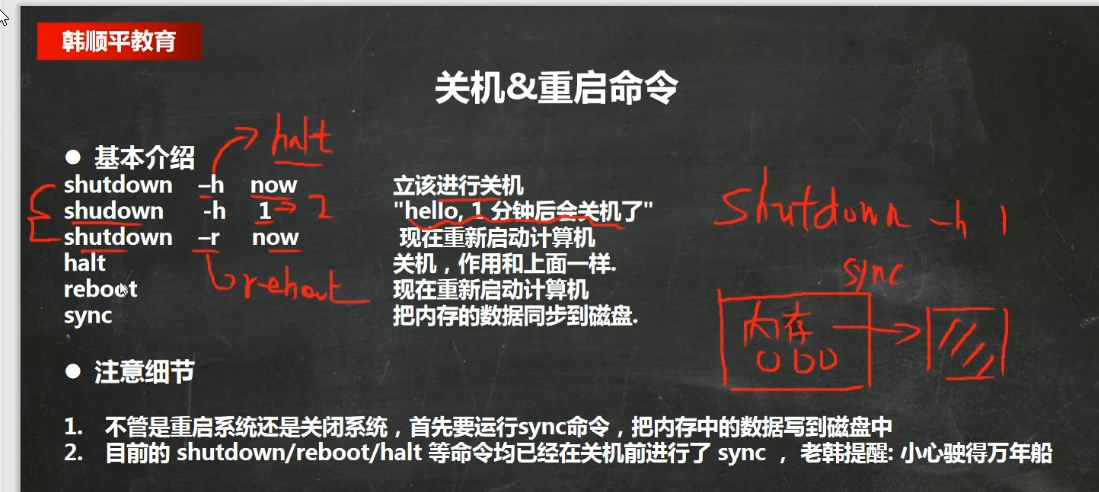 韩顺平教育
关机&重启命令
halt
● 基本介绍
shutdown –h now 立该进行关机
shudown -h 1 "hello, 1 分钟后会关机了"
2
shutdown –r now 现在重新启动计算机
halt 关机，作用和上面一样.
reboot 现在重新启动计算机
sync 把内存的数据同步到磁盘.
shutdown -h 1
sync
内存
● 注意细节
1. 不管是重启系统还是关闭系统，首先要运行sync命令，把内存中的数据写到磁盘中
2. 目前的 shutdown/reboot/halt 等命令均已经在关机前进行了 sync ， 老韩提醒: 小心驶得万年船